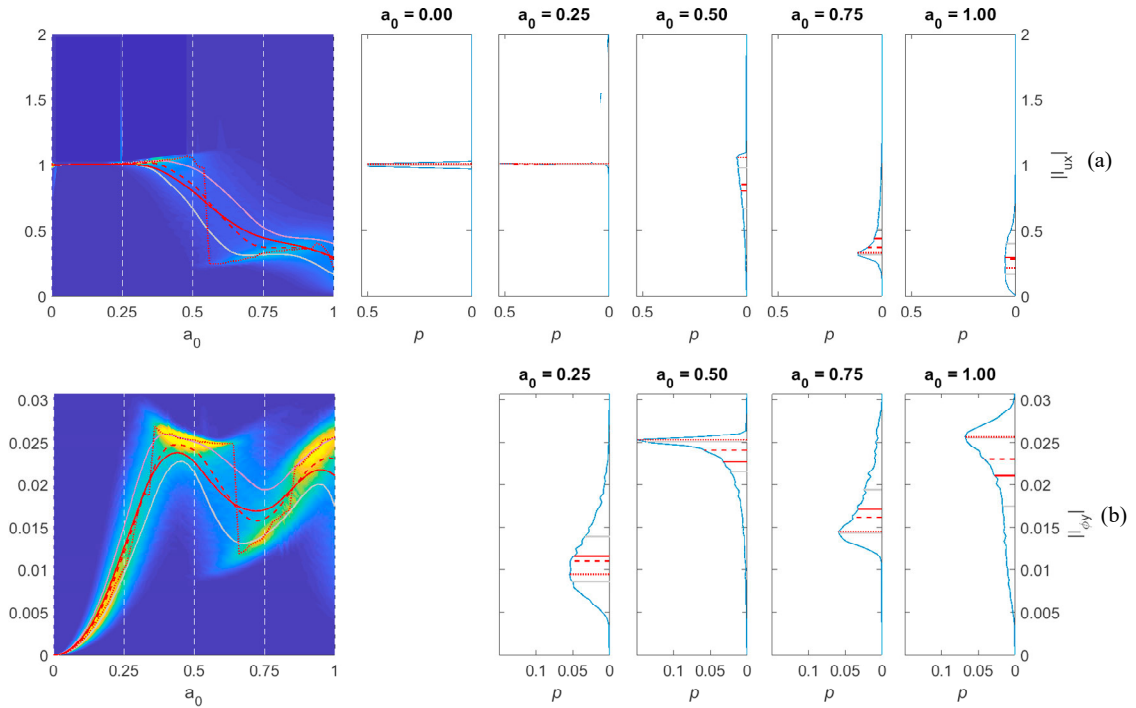 a0 = 0.00 a0 = 0.25 a0 = 0.50 a0 = 0.75 a0 = 1.00
2 2
1.5 1.5
1 1 ||Iux| (a)
0.5 0.5
0 0
0 0.25 0.5 0.75 1 0.5 0 0.5 0 0.5 0 0.5 0 0.5 0
a0 p p p p p
a0 = 0.25 a0 = 0.50 a0 = 0.75 a0 = 1.00
0.03 0.03
0.025 0.025
0.02 0.02
0.015 0.015 ||Iϕy| (b)
0.01 0.01
0.005 0.005
0 0
0 0.25 0.5 0.75 1 0.1 0.05 0 0.1 0.05 0 0.1 0.05 0 0.1 0.05 0
a0 p p p p